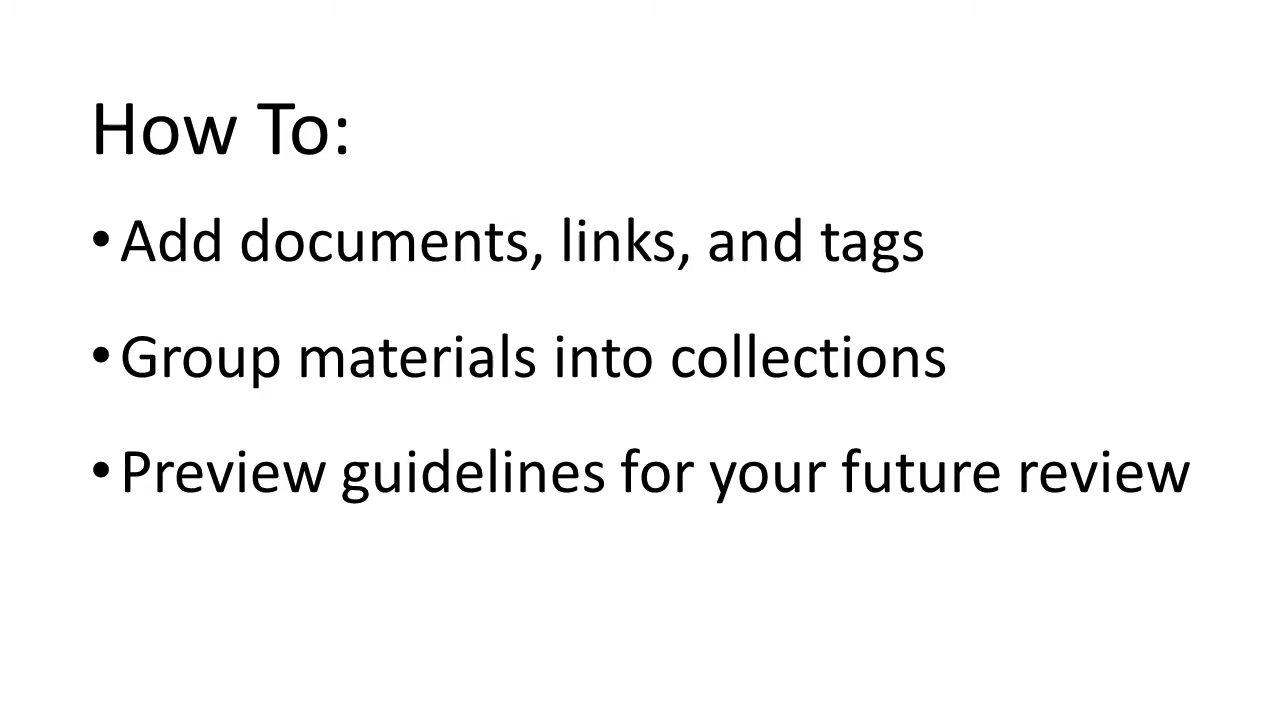 How To:
•Add documents, links, and tags
•Group materials into collections
•Preview guidelines for your future review